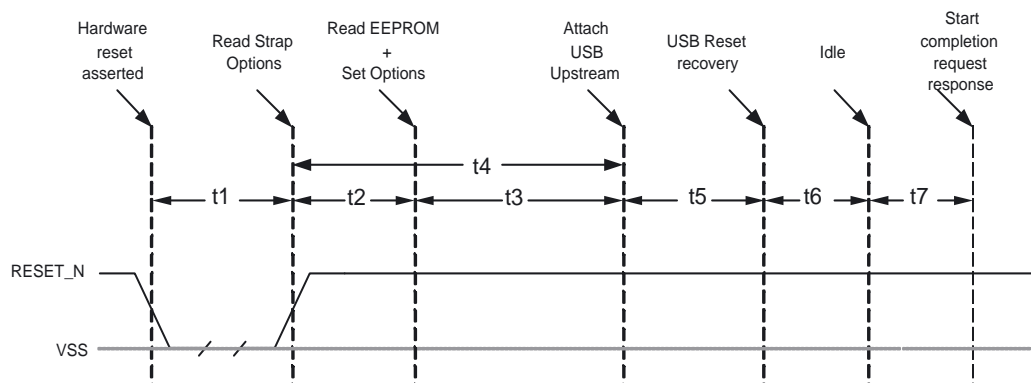 Hardware
reset
asserted
Read Strap
Options
Read EEPROM
+
Set Options
Attach
USB
Upstream
USB Reset
recovery
Idle
Start
completion
request
response
t4
t1
t2
t3
t5
t6
t7
RESET_N
VSS